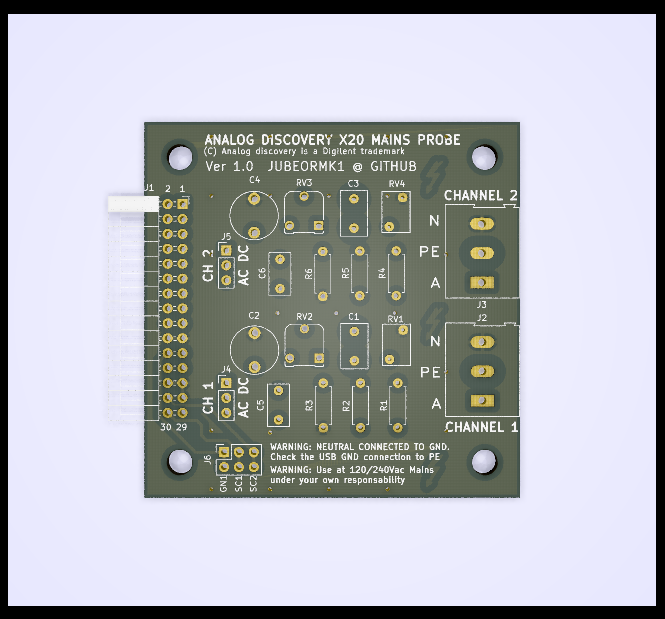 ANALOG DISCOVERY X20 MAINS PROBE
(C) Analog discovery is a Digilent trademark
Ver 1.0 JUBEORMK1 @ GITHUB
J1 2 1
C4 RV3 C3 RV4
CHANNEL 2
N
PE
A
J3
J5
CH 2
AC DC
C6 R6 R5 R4
C2 RV2 C1 RV1
J2
N
PE
A
CHANNEL 1
J4
CH 1
AC DC
C5 R3 R2 R1
30 29
J6
GN1 SC1 SC2
WARNING: NEUTRAL CONNECTED TO GND.
Check the USB GND connection to PE
WARNING: Use at 120/240Vac Mains
under your own responsability